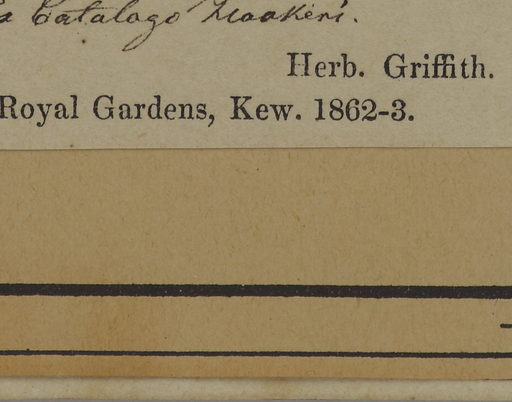 Catalogo Hookeri.
Herb. Griffith.
Royal Gardens, Kew. 1862-3.